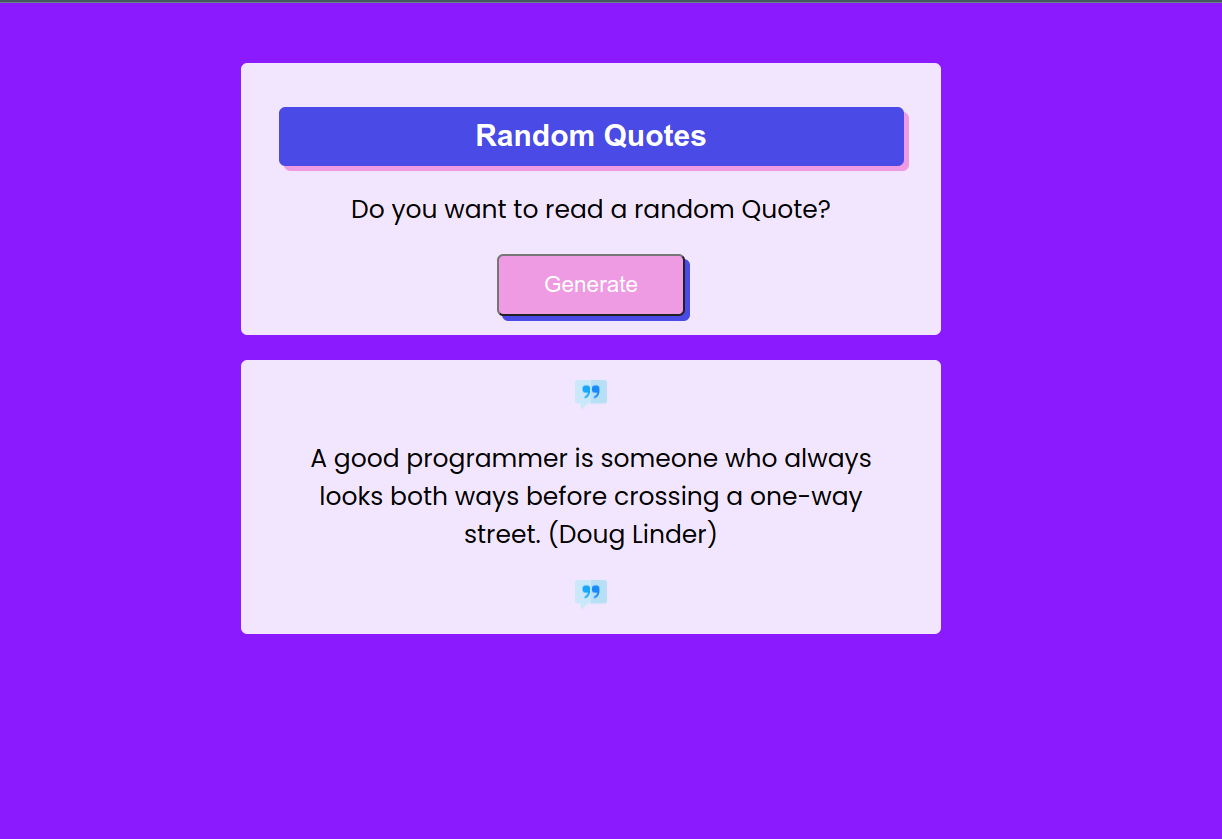 Random Quotes
Do you want to read a random Quote?
Generate
A good programmer is someone who always
looks both ways before crossing a one-way
street. (Doug Linder)